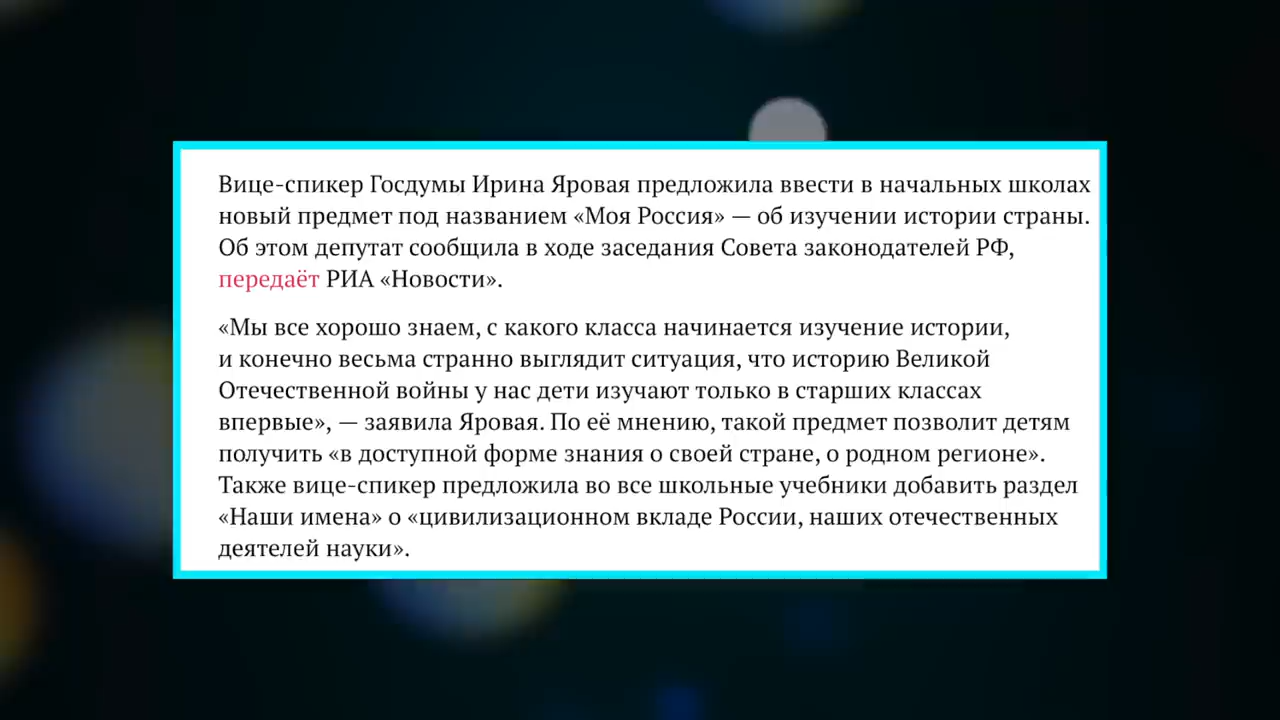 Вице-спикер Госдумы Ирина Яровая предложила ввести в начальных школах
новый предмет под названием «Моя Россия» — об изучении истории страны.
Об этом депутат сообщила в ходе заседания Совета законодателей РФ,
передаёт РИА «Новости».
«Мы все хорошо знаем, с какого класса начинается изучение истории,
и конечно весьма странно выглядит ситуация, что историю Великой
Отечественной войны у нас дети изучают только в старших классах
впервые», — заявила Яровая. По её мнению, такой предмет позволит детям
получить «в доступной форме знания о своей стране, о родном регионе».
Также вице-спикер предложила во все школьные учебники добавить раздел
«Наши имена» о «цивилизационном вкладе России, наших отечественных
деятелей науки».